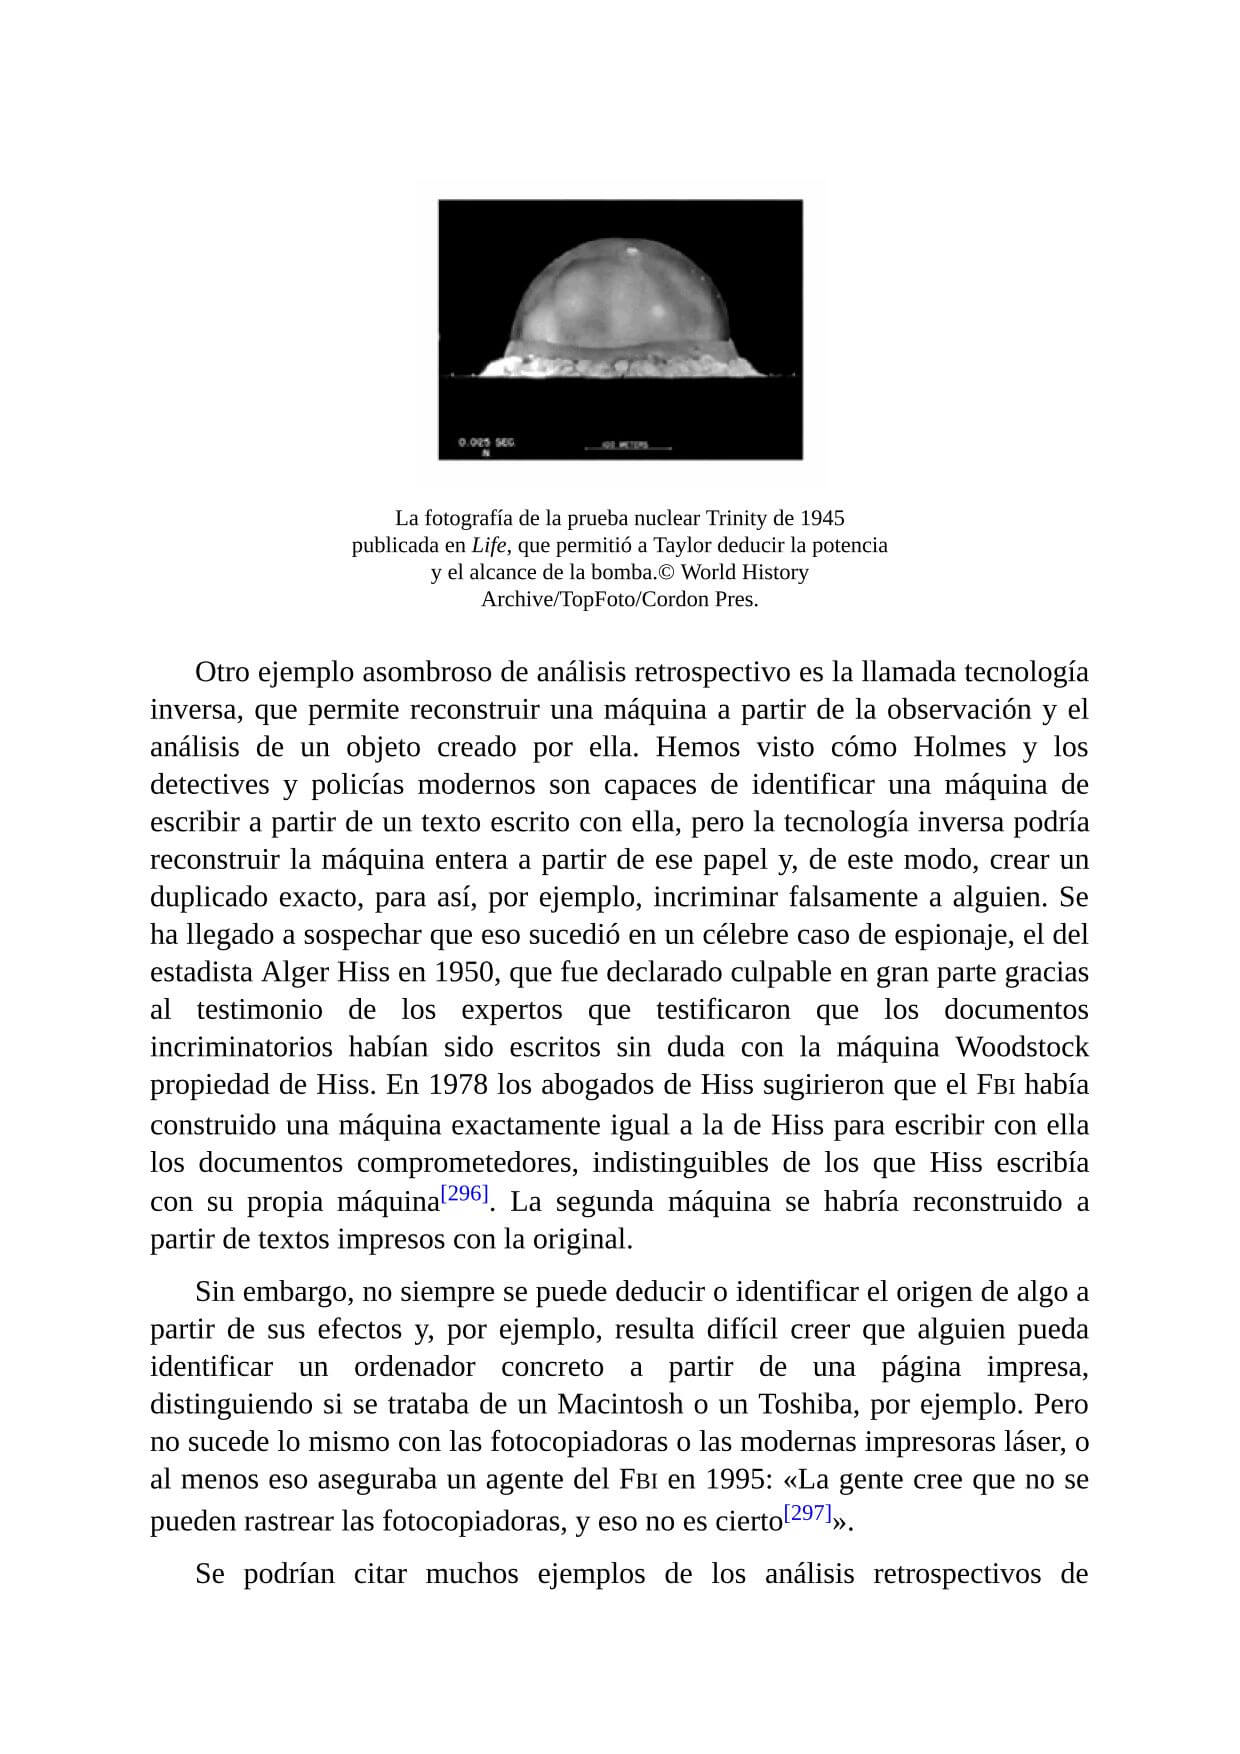 0.025 SEC
N
100 METERS
La fotografía de la prueba nuclear Trinity de 1945
publicada en Life, que permitió a Taylor deducir la potencia
y el alcance de la bomba.© World History
Archive/TopFoto/Cordon Pres.
Otro ejemplo asombroso de análisis retrospectivo es la llamada tecnología
inversa, que permite reconstruir una máquina a partir de la observación y el
análisis de un objeto creado por ella. Hemos visto cómo Holmes y los
detectives y policías modernos son capaces de identificar una máquina de
escribir a partir de un texto escrito con ella, pero la tecnología inversa podría
reconstruir la máquina entera a partir de ese papel y, de este modo, crear un
duplicado exacto, para así, por ejemplo, incriminar falsamente a alguien. Se
ha llegado a sospechar que eso sucedió en un célebre caso de espionaje, el del
estadista Alger Hiss en 1950, que fue declarado culpable en gran parte gracias
al testimonio de los expertos que testificaron que los documentos
incriminatorios habían sido escritos sin duda con la máquina Woodstock
propiedad de Hiss. En 1978 los abogados de Hiss sugirieron que el FBI había
construido una máquina exactamente igual a la de Hiss para escribir con ella
los documentos comprometedores, indistinguibles de los que Hiss escribía
con su propia máquina[296]. La segunda máquina se habría reconstruido a
partir de textos impresos con la original.
Sin embargo, no siempre se puede deducir o identificar el origen de algo a
partir de sus efectos y, por ejemplo, resulta difícil creer que alguien pueda
identificar un ordenador concreto a partir de una página impresa,
distinguiendo si se trataba de un Macintosh o un Toshiba, por ejemplo. Pero
no sucede lo mismo con las fotocopiadoras o las modernas impresoras láser, o
al menos eso aseguraba un agente del FBI en 1995: «La gente cree que no se
pueden rastrear las fotocopiadoras, y eso no es cierto[297]».
Se podrían citar muchos ejemplos de los análisis retrospectivos de